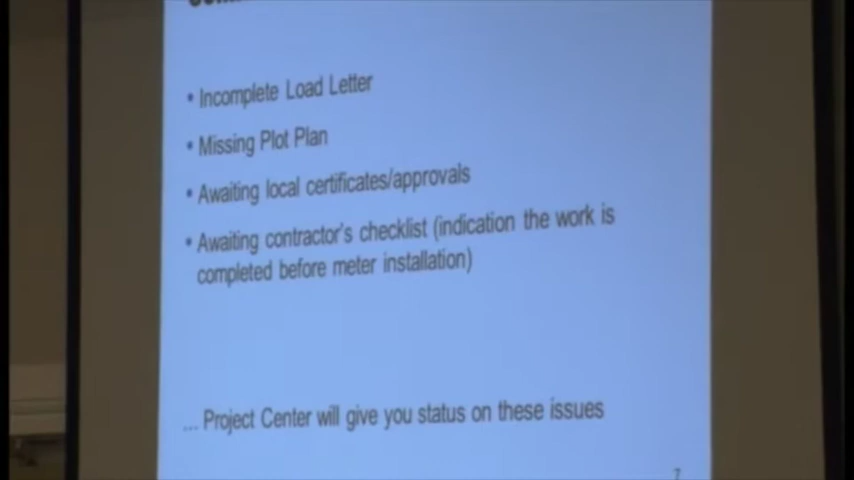 • Incomplete Load Letter
• Missing Plot Plan
• Awaiting local certificates/approvals
• Awaiting contractor's checklist (indication the work is
completed before meter installation)
... Project Center will give you status on these issues
7